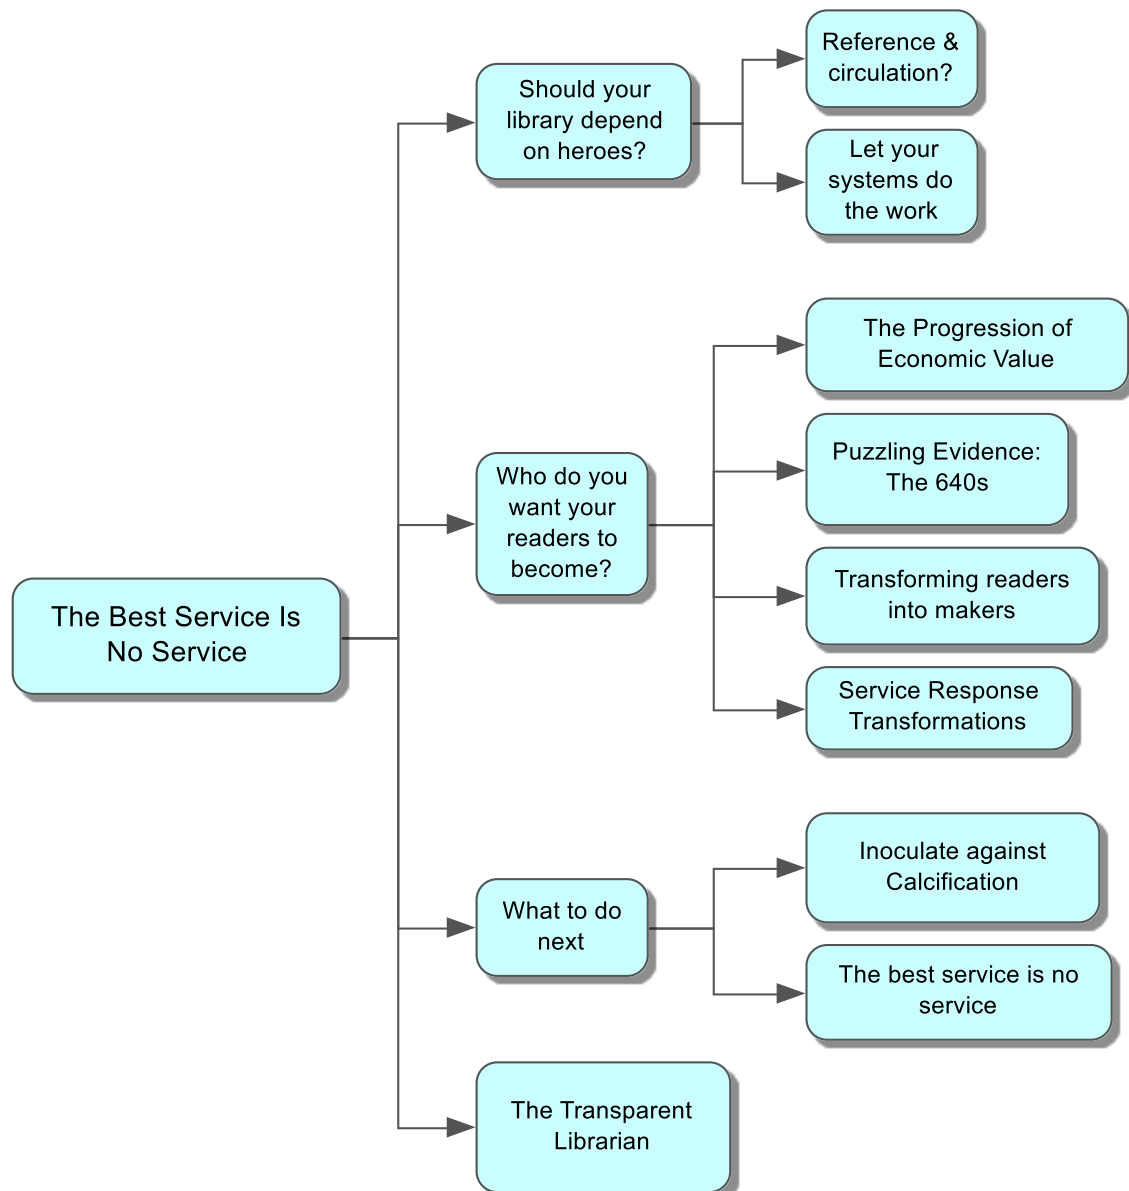 The Best Service Is
No Service
Should your
library depend
on heroes?
Reference &
circulation?
Let your
systems do
the work
Who do you
want your
readers to
become?
The Progression of
Economic Value
Puzzling Evidence:
The 640s
Transforming readers
into makers
Service Response
Transformations
What to do
next
Inoculate against
Calcification
The best service is no
service
The Transparent
Librarian